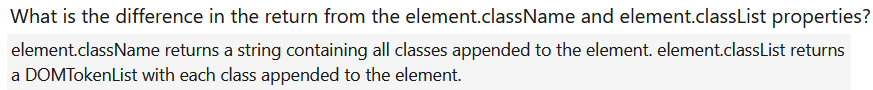 What is the difference in the return from the element.className and element.classList properties?
element.className returns a string containing all classes appended to the element. element.classList returns
a DOMTokenList with each class appended to the element.